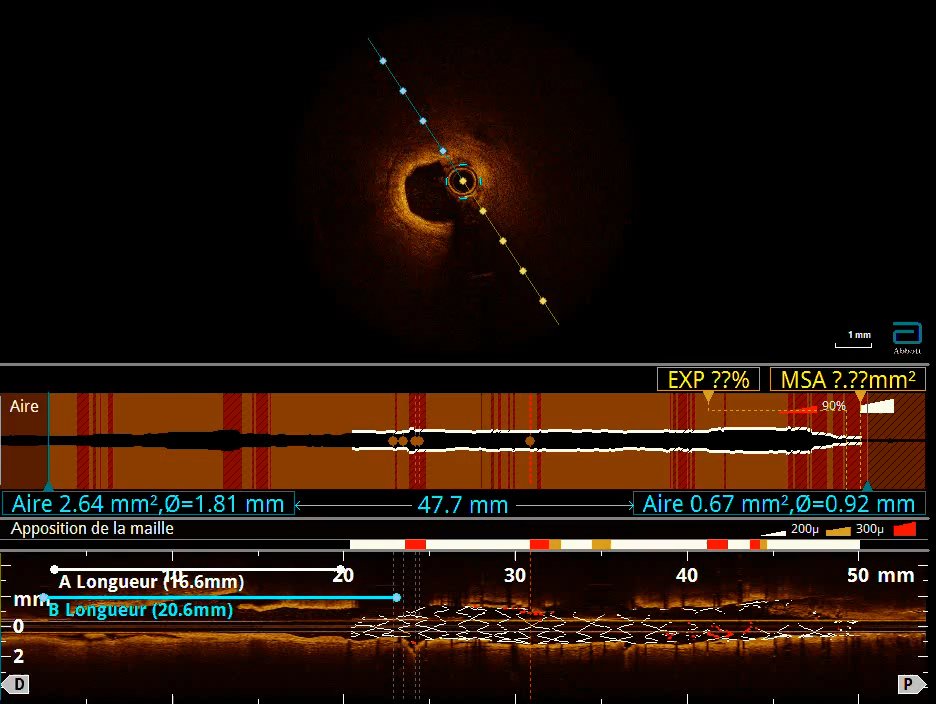 1 mm
Abbott
EXP ??% MSA ?.??mm²
Aire 90%
Aire 2.64 mm²,Ø=1.81 mm 47.7 mm Aire 0.67 mm²,Ø=0.92 mm
Apposition de la maille 200µ 300µ
10 20 30 40 50 mm
A Longueur (16.6mm)
mm B Longueur (20.6mm)
0
2
D P